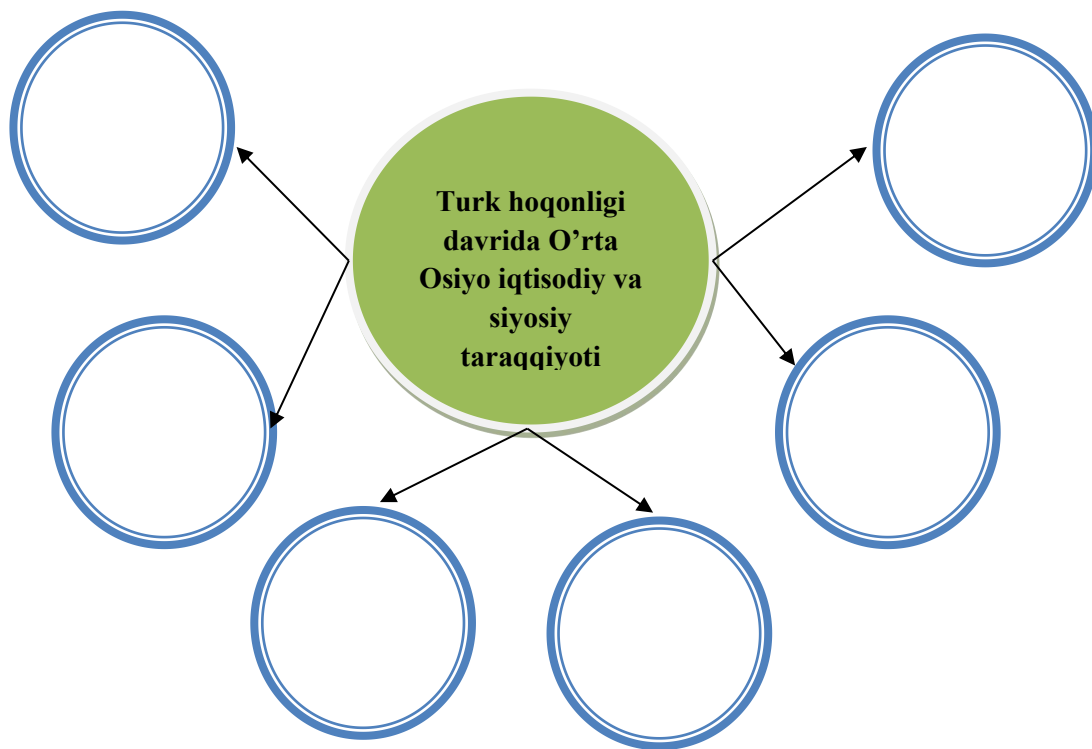 Turk hoqonligi
davrida O’rta
Osiyo iqtisodiy va
siyosiy
taraqqiyoti